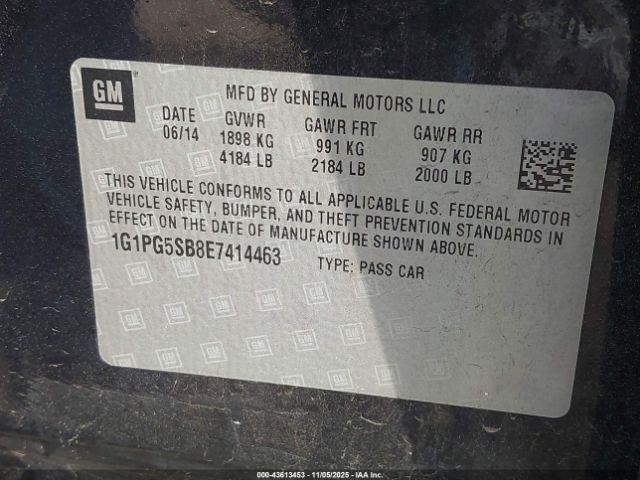 GM
MFD BY GENERAL MOTORS LLC
DATE GVWR GAWR FRT GAWR RR
06/14 1898 KG 991 KG 907 KG
4184 LB 2184 LB 2000 LB
THIS VEHICLE CONFORMS TO ALL APPLICABLE U.S. FEDERAL MOTOR
VEHICLE SAFETY, BUMPER, AND THEFT PREVENTION STANDARDS IN
EFFECT ON THE DATE OF MANUFACTURE SHOWN ABOVE.
1G1PG5SB8E7414463 TYPE: PASS CAR
000-43613453 | 11/05/2025 - IAA Inc.